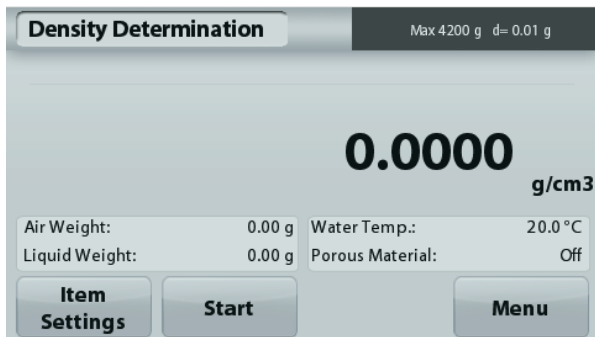 Density Determination
Max 4200 g d= 0.01 g
0.0000
g/cm3
Air Weight: 0.00 g
Liquid Weight: 0.00 g
Water Temp.: 20.0°C
Porous Material: Off
Item
Settings
Start
Menu